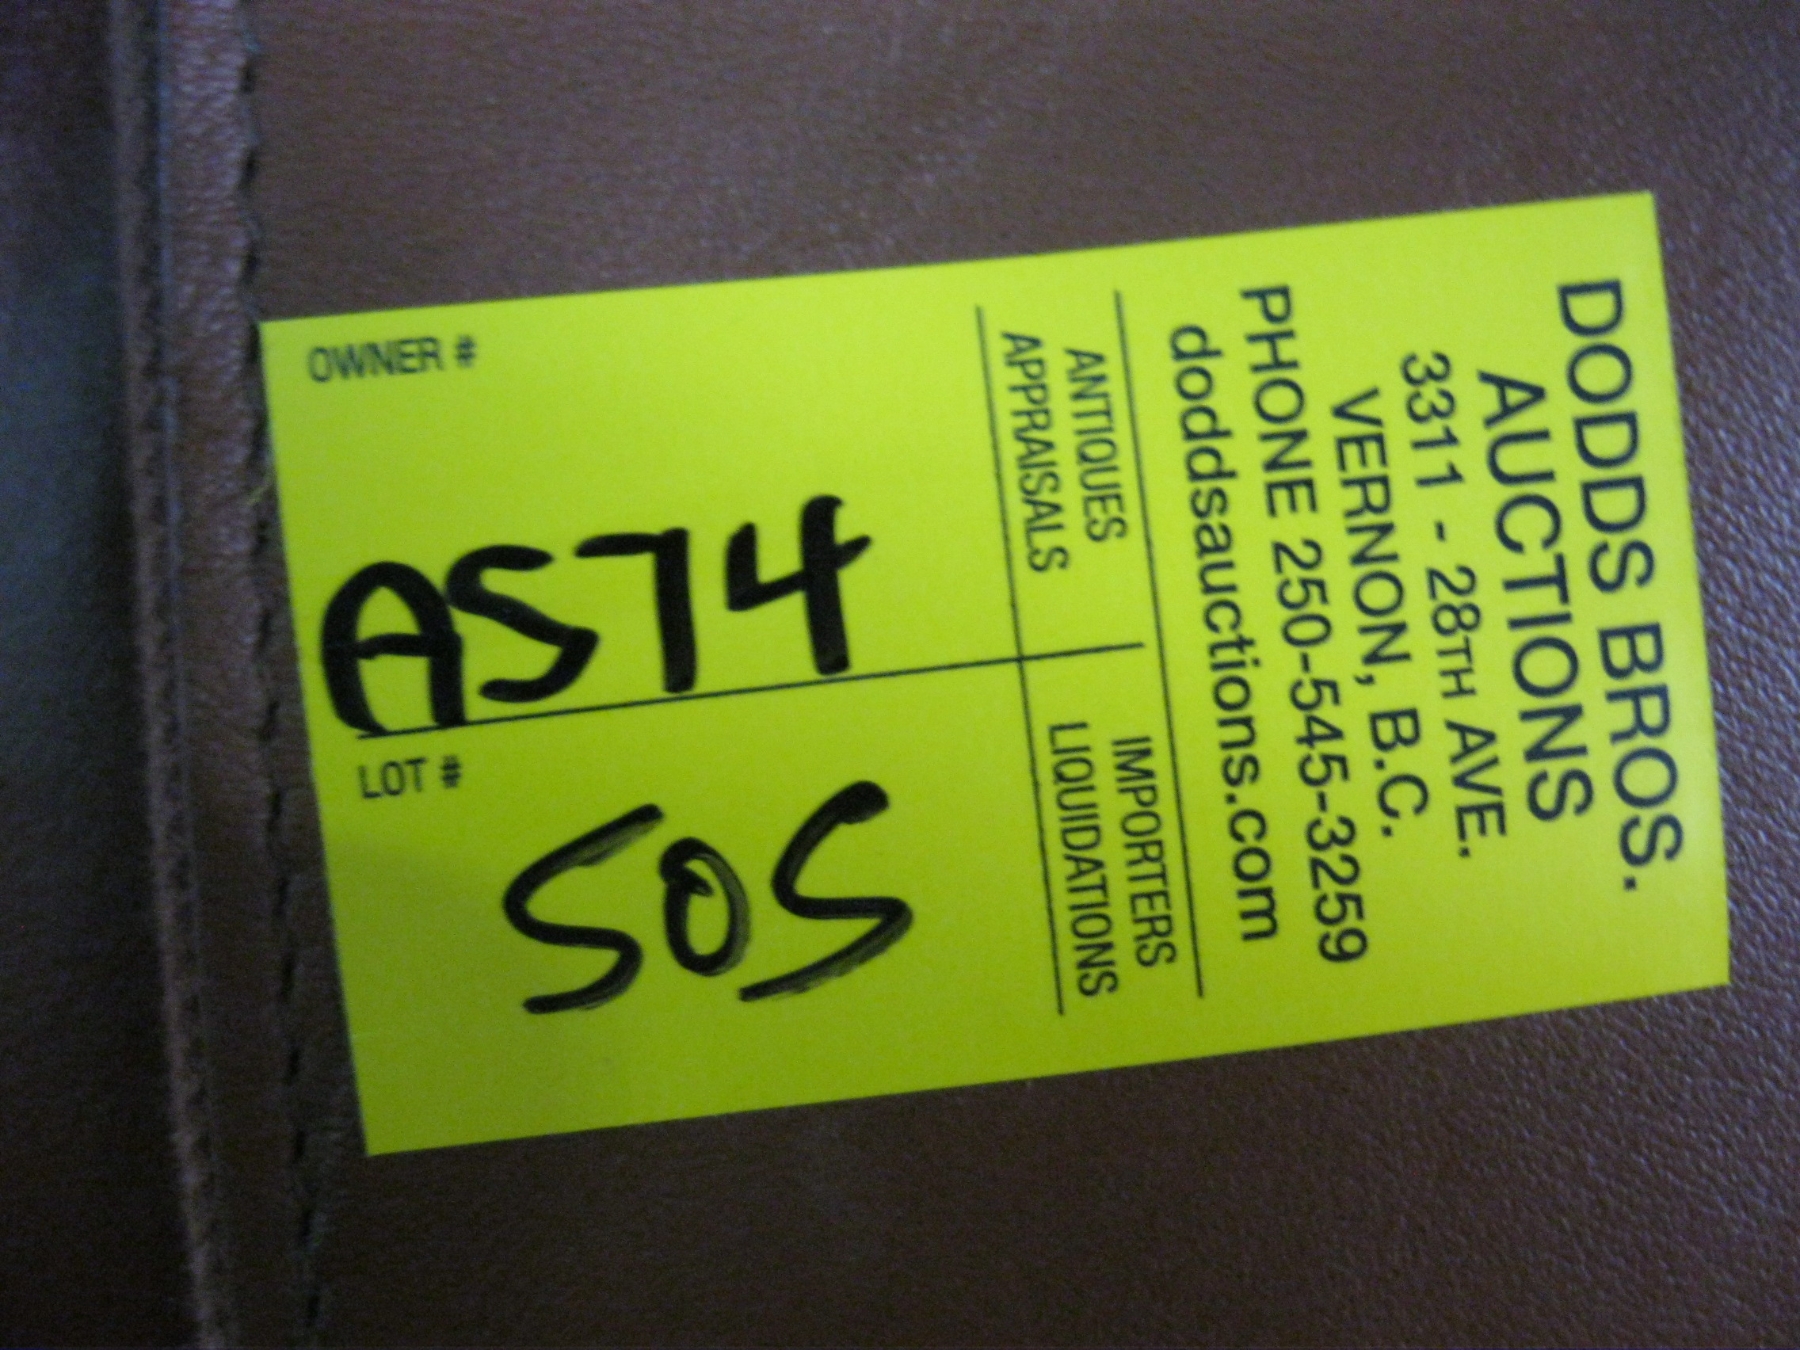 DODDS BROS.
AUCTIONS
3311 - 28TH AVE.
VERNON, B.C.
PHONE 250-545-3259
doddsauctions.com
ANTIQUES
APPRAISALS
IMPORTERS
LIQUIDATIONS
OWNER #
A574
LOT #
505